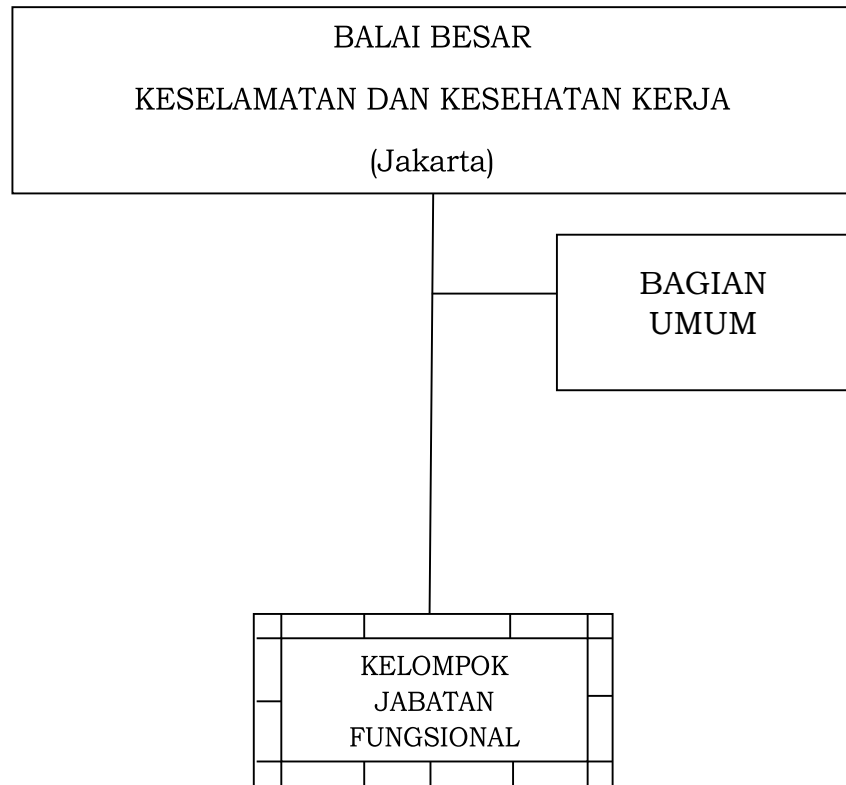 BALAI BESAR
KESELAMATAN DAN KESEHATAN KERJA
(Jakarta)
BAGIAN
UMUM
KELOMPOK
JABATAN
FUNGSIONAL